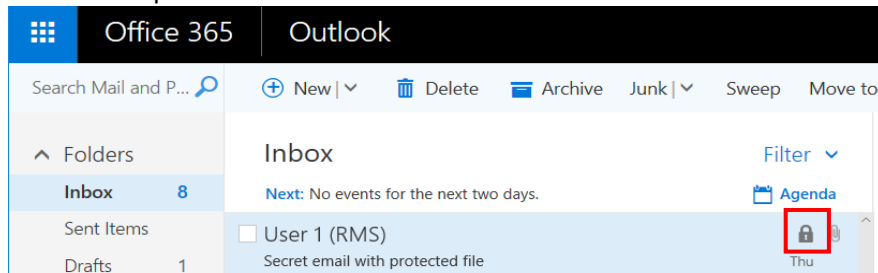 Office 365 Outlook
Search Mail and P... New Delete Archive Junk Sweep Move to
Folders Inbox Filter
Inbox 8 Next: No events for the next two days. Agenda
Sent Items User 1 (RMS)
Drafts 1 Secret email with protected file Thu